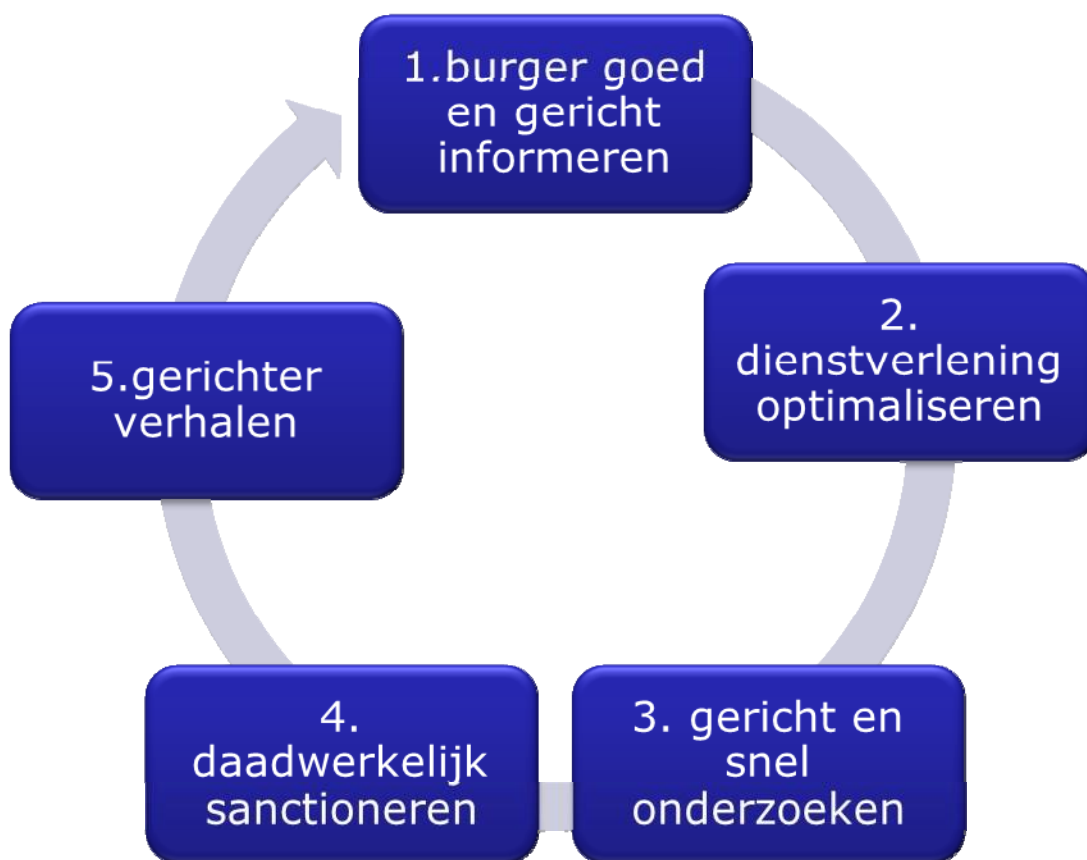 1.burger goed
en gericht
informeren
2.
dienstverlening
optimaliseren
3. gericht en
snel
onderzoeken
4.
daadwerkelijk
sanctioneren
5.gerichter
verhalen